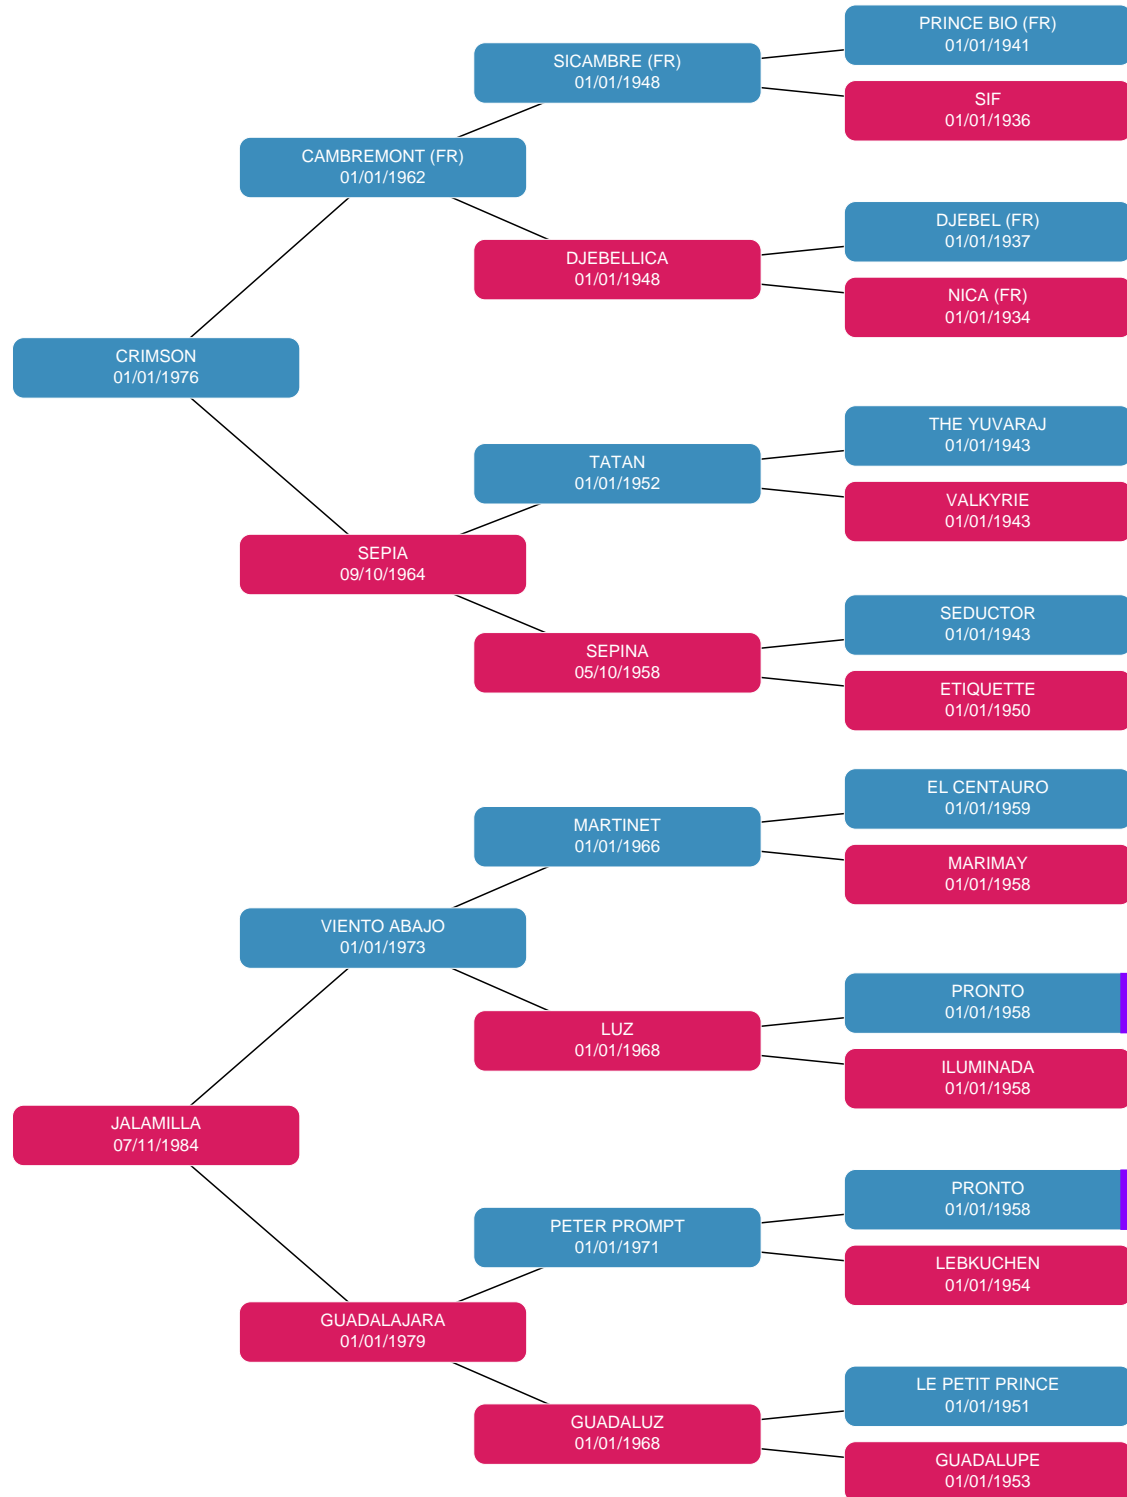 PRINCE BIO (FR)
01/01/1941
SICAMBRE (FR)
01/01/1948
SIF
01/01/1936
CAMBREMONT (FR)
01/01/1962
DJEBEL (FR)
01/01/1937
DJEBELLICA
01/01/1948
NICA (FR)
01/01/1934
CRIMSON
01/01/1976
THE YUVARAJ
01/01/1943
TATAN
01/01/1952
VALKYRIE
01/01/1943
SEPIA
09/10/1964
SEDUCTOR
01/01/1943
SEPINA
05/10/1958
ETIQUETTE
01/01/1950
EL CENTAURO
01/01/1959
MARTINET
01/01/1966
MARIMAY
01/01/1958
VIENTO ABAJO
01/01/1973
PRONTO
01/01/1958
LUZ
01/01/1968
ILUMINADA
01/01/1958
JALAMILLA
07/11/1984
PRONTO
01/01/1958
PETER PROMPT
01/01/1971
LEBKUCHEN
01/01/1954
GUADALAJARA
01/01/1979
LE PETIT PRINCE
01/01/1951
GUADALUZ
01/01/1968
GUADALUPE
01/01/1953